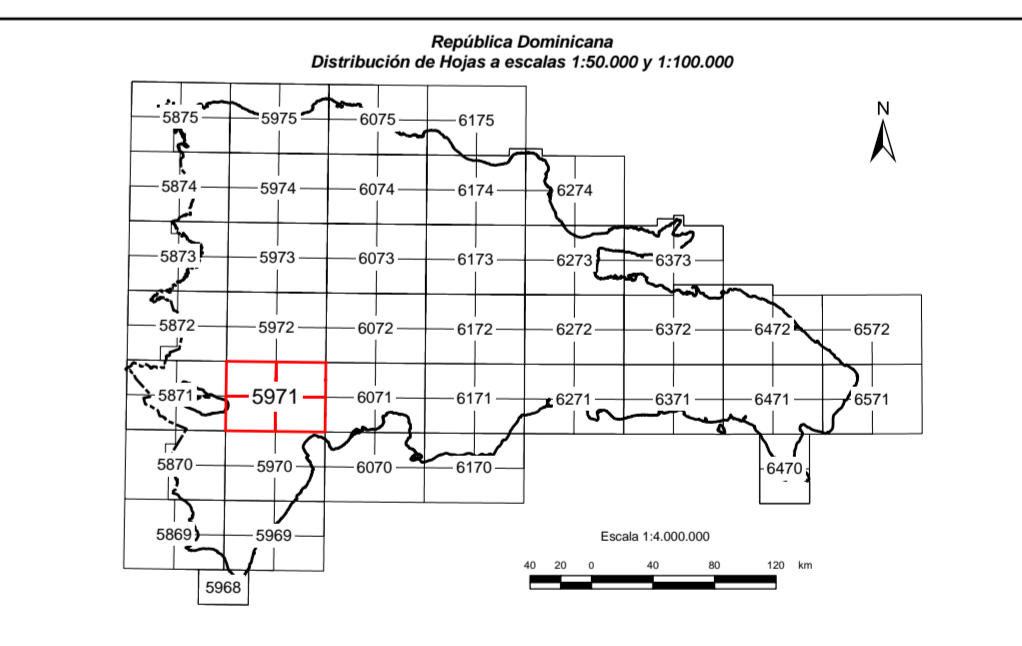 República Dominicana
Distribución de Hojas a escalas 1:50.000 y 1:100.000
N
5875 5975 6075 6175
5874 5974 6074 6174 6274
5873 5973 6073 6173 6273 6373
5872 5972 6072 6172 6272 6372 6472 6572
5871 5971 6071 6171 6271 6371 6471 6571
5870 5970 6070 6170 6470
5869 5969
5968
Escala 1:4.000.000
40 20 0 40 80 120 km